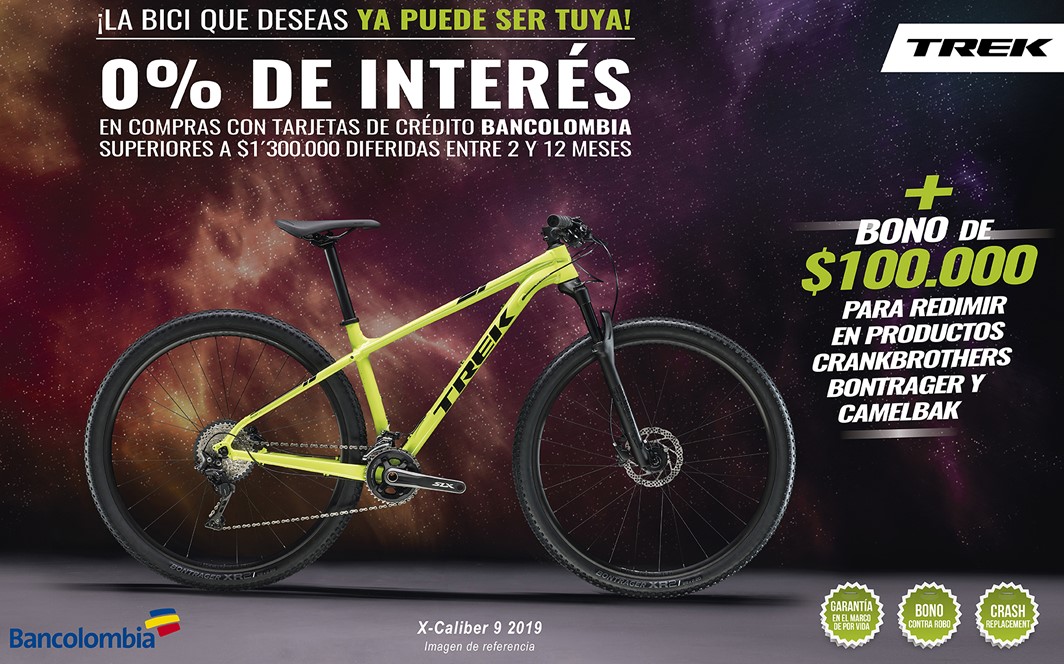 ¡LA BICI QUE DESEAS YA PUEDE SER TUYA!
0% DE INTERÉS
EN COMPRAS CON TARJETAS DE CRÉDITO BANCOLOMBIA
SUPERIORES A $1´300.000 DIFERIDAS ENTRE 2 Y 12 MESES
TREK
+
BONO DE
$100.000
PARA REDIMIR
EN PRODUCTOS
CRANKBROTHERS
BONTRAGER Y
CAMELBAK
TREK
SLX
BONTRAGER XR2
BONTRAGER XR2
Bancolombia
X-Caliber 9 2019
Imagen de referencia
GARANTÍA
EN EL MARCO
DE POR VIDA
BONO
CONTRA ROBO
CRASH
REPLACEMENT